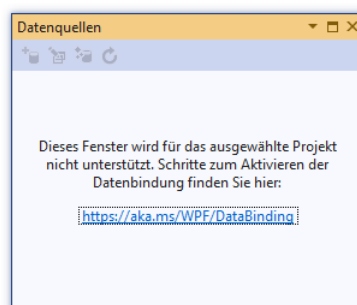 Datenquellen
Dieses Fenster wird für das ausgewählte Projekt
nicht unterstützt. Schritte zum Aktivieren der
Datenbindung finden Sie hier:
https://aka.ms/WPF/DataBinding